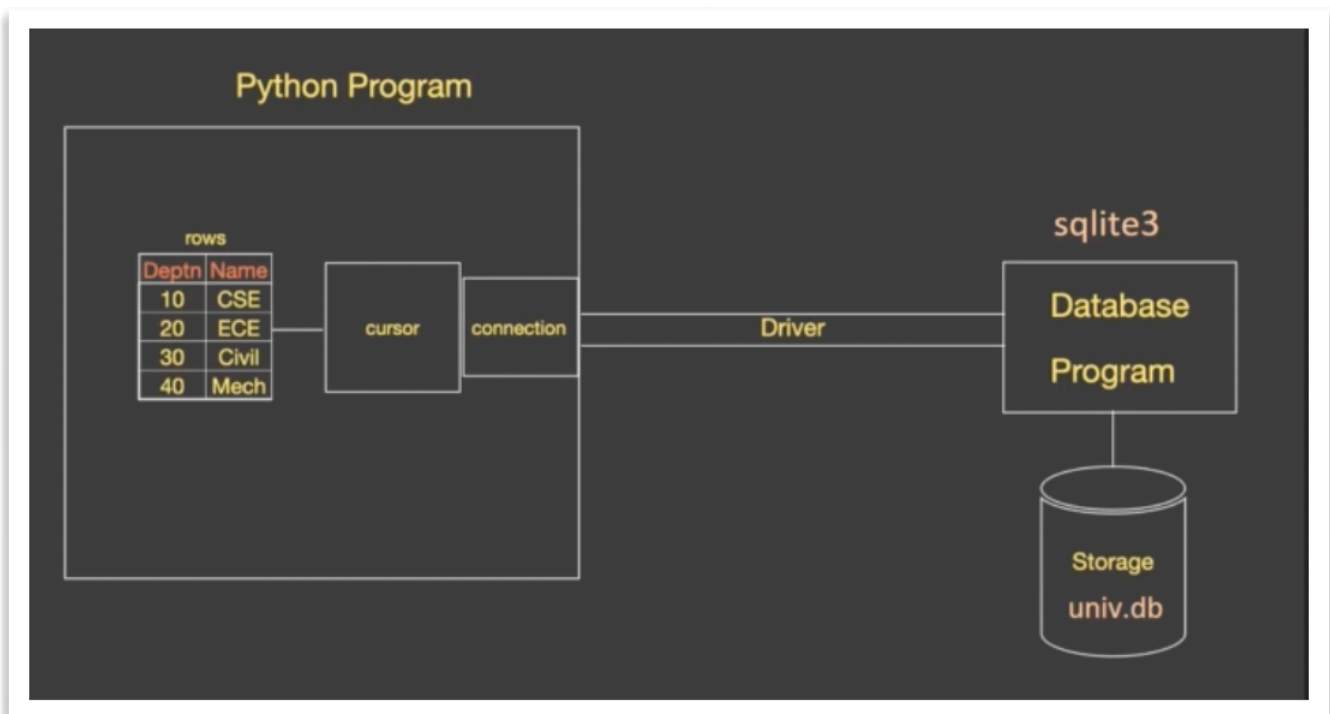 Python Program
rows
Deptn Name
10 CSE
20 ECE
30 Civil
40 Mech
cursor
connection
Driver
sqlite3
Database
Program
Storage
univ.db